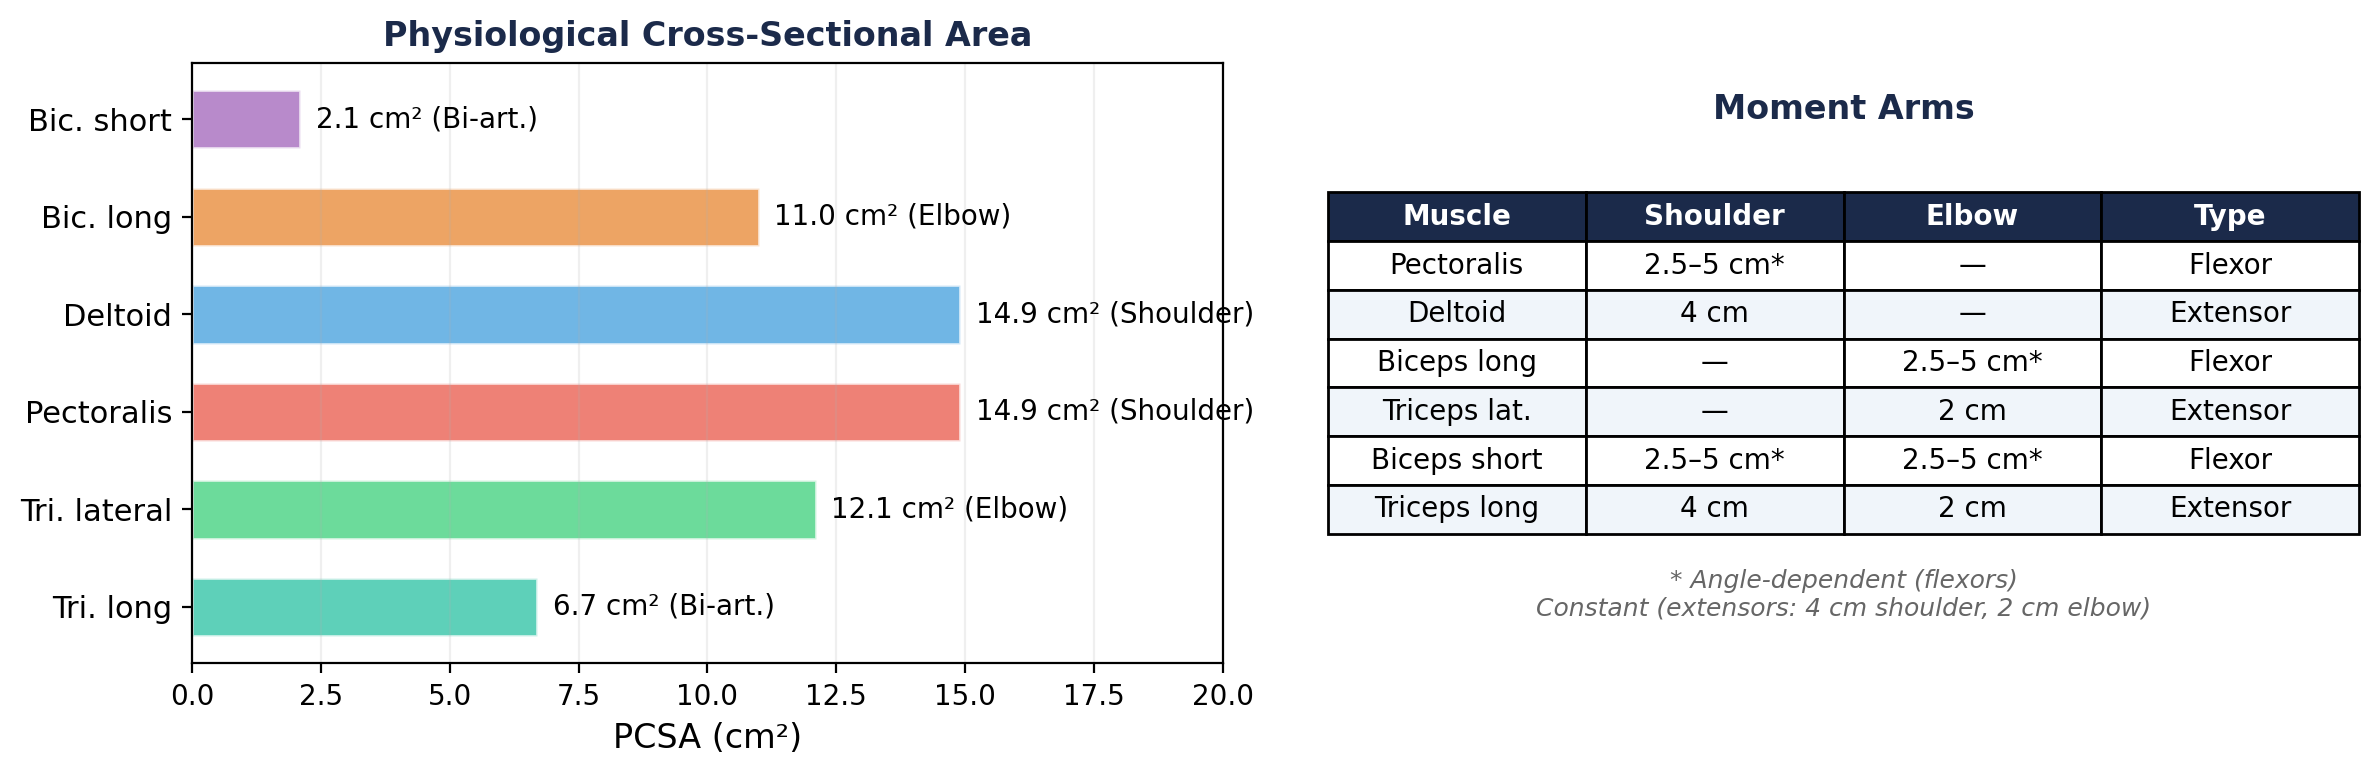 Physiological Cross-Sectional Area
Bic. short
2.1 cm² (Bi-art.)
Bic. long
11.0 cm² (Elbow)
Deltoid
14.9 cm² (Shoulder)
Pectoralis
14.9 cm² (Shoulder)
Tri. lateral
12.1 cm² (Elbow)
Tri. long
6.7 cm² (Bi-art.)
0.0 2.5 5.0 7.5 10.0 12.5 15.0 17.5 20.0
PCSA (cm²)
Moment Arms
Muscle Shoulder Elbow Type
Pectoralis 2.5–5 cm* — Flexor
Deltoid 4 cm — Extensor
Biceps long — 2.5–5 cm* Flexor
Triceps lat. — 2 cm Extensor
Biceps short 2.5–5 cm* 2.5–5 cm* Flexor
Triceps long 4 cm 2 cm Extensor
* Angle-dependent (flexors)
Constant (extensors: 4 cm shoulder, 2 cm elbow)